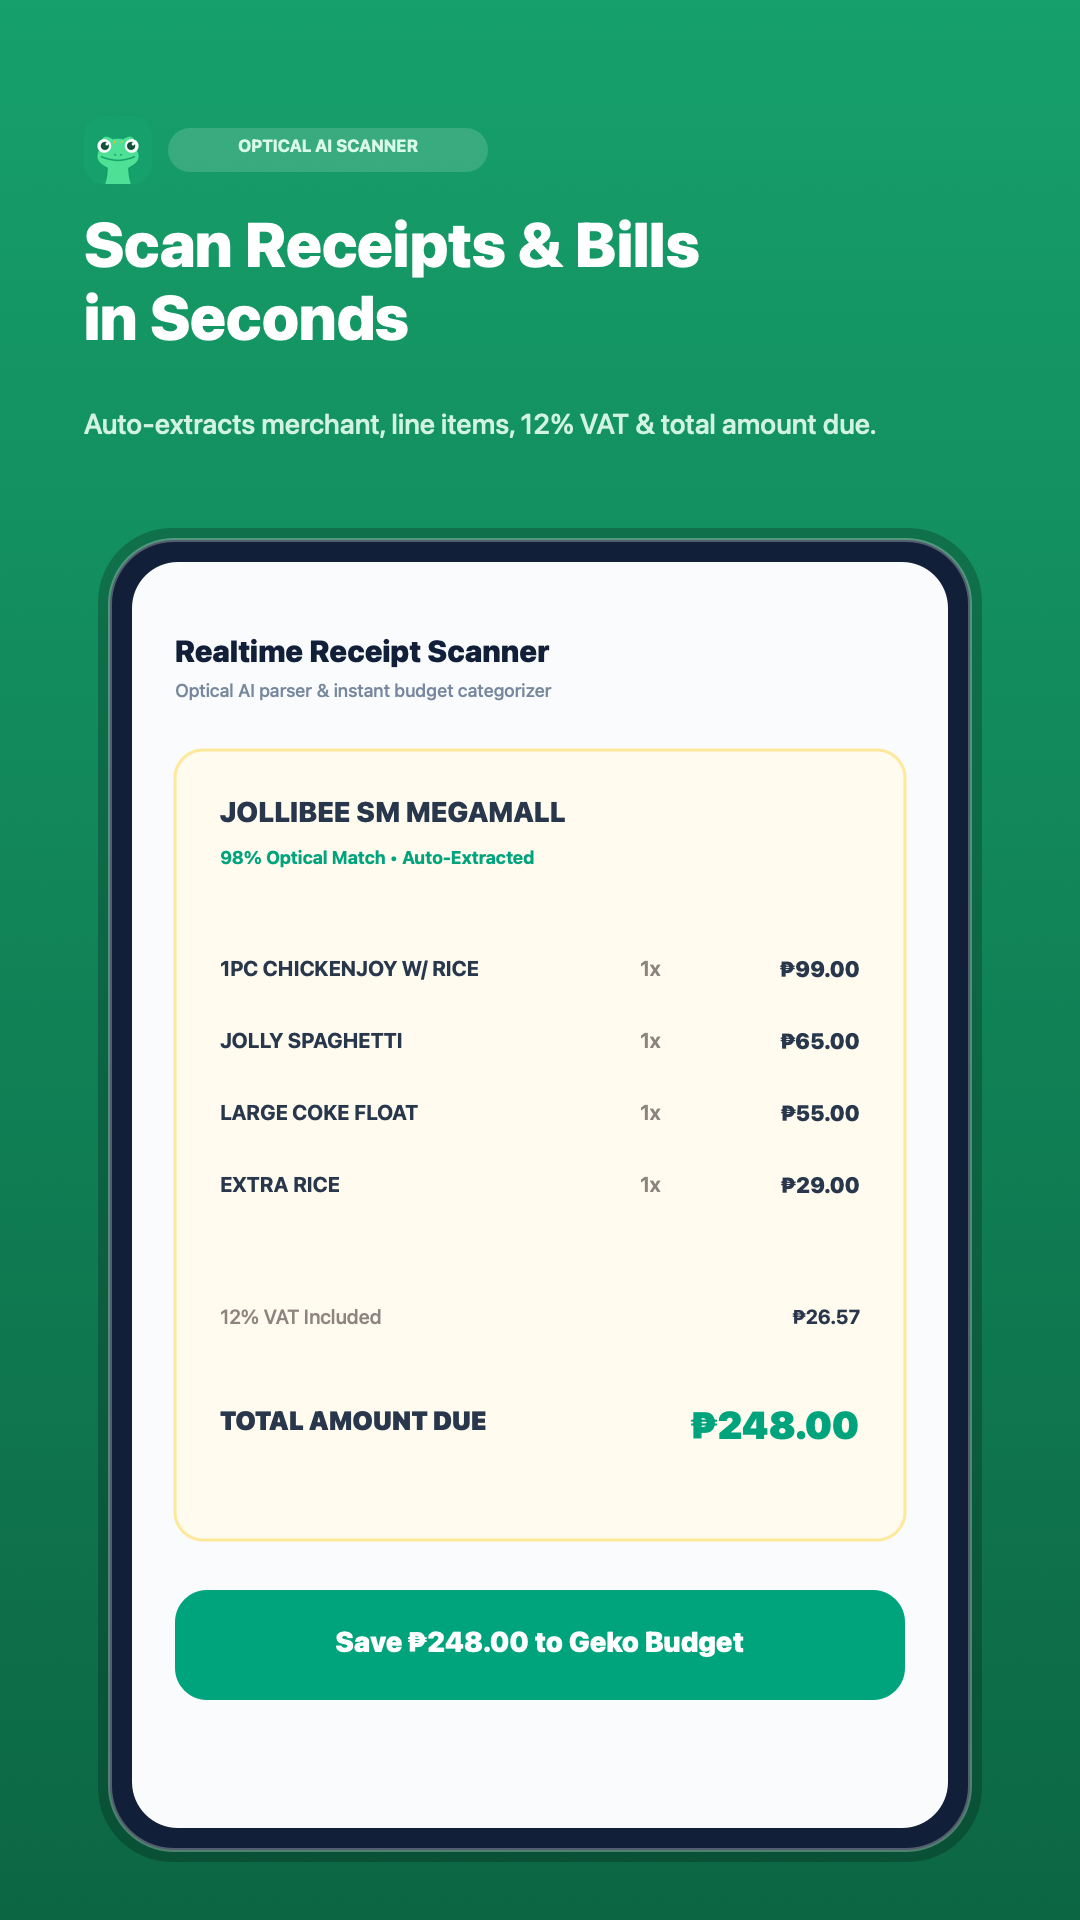 OPTICAL AI SCANNER
Scan Receipts & Bills
in Seconds
Auto-extracts merchant, line items, 12% VAT & total amount due.
Realtime Receipt Scanner
Optical AI parser & instant budget categorizer
JOLLIBEE SM MEGAMALL
98% Optical Match • Auto-Extracted
1PC CHICKENJOY W/ RICE 1x ₱99.00
JOLLY SPAGHETTI 1x ₱65.00
LARGE COKE FLOAT 1x ₱55.00
EXTRA RICE 1x ₱29.00
12% VAT Included ₱26.57
TOTAL AMOUNT DUE ₱248.00
Save ₱248.00 to Geko Budget